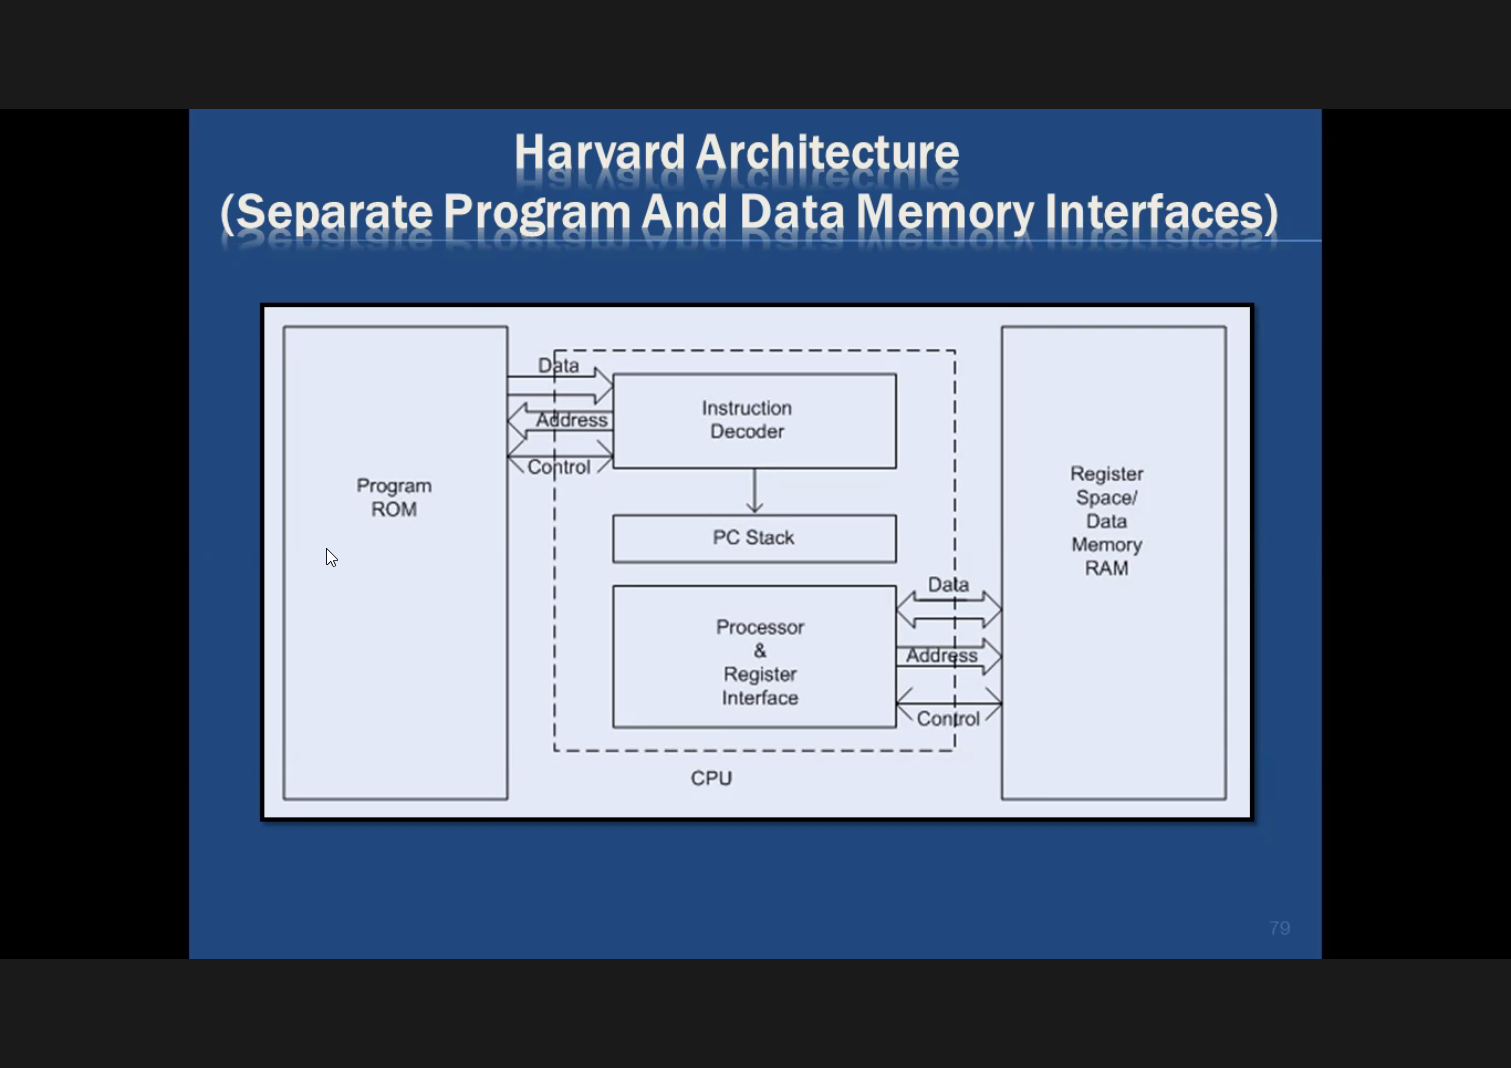 Harvard Architecture
(Separate Program And Data Memory Interfaces)
Data
Address
Control
Program
ROM
Instruction
Decoder
PC Stack
Processor
&
Register
Interface
Data
Address
Control
Register
Space/
Data
Memory
RAM
CPU
79